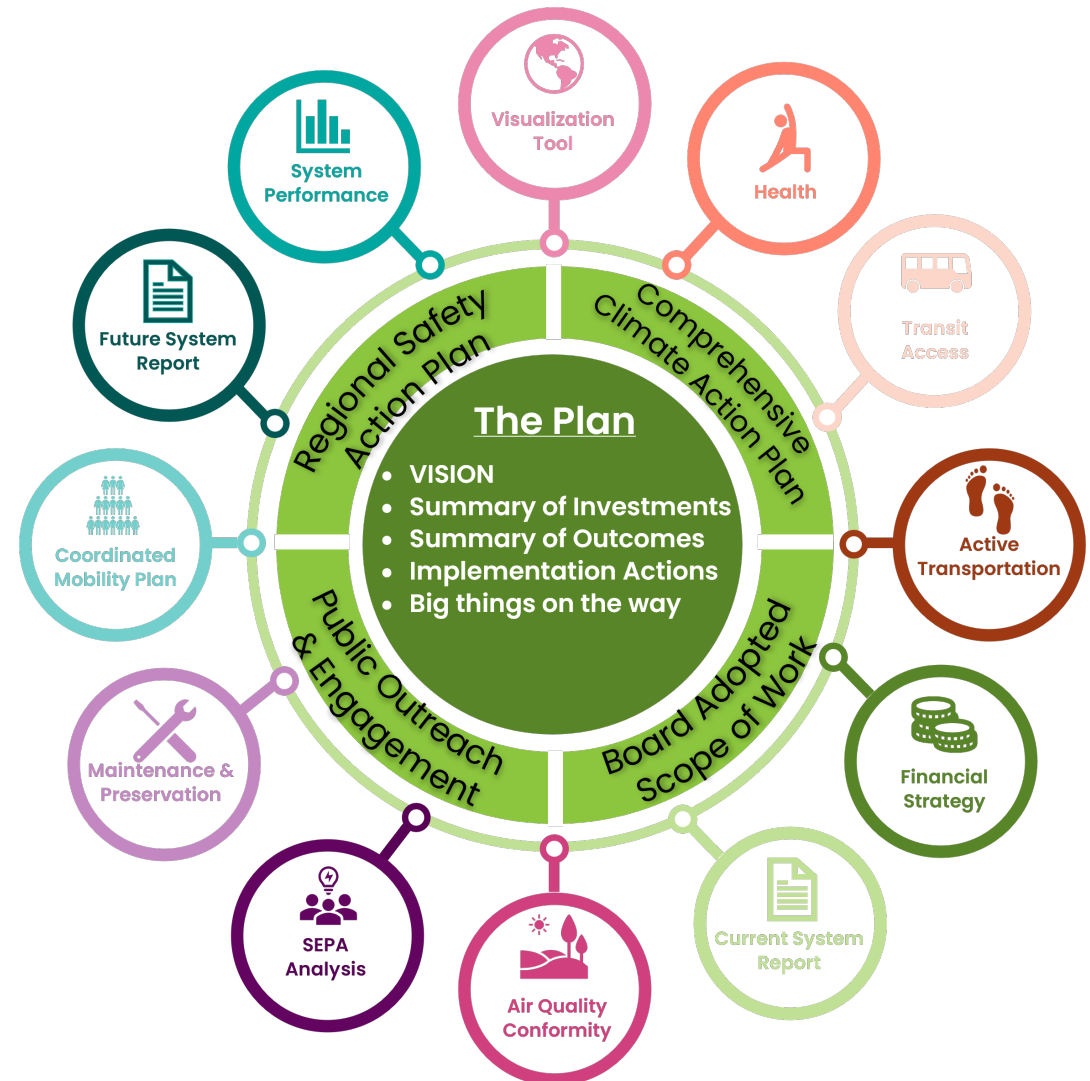 Visualization
Tool
Health
Transit
Access
Active
Transportation
Financial
Strategy
Current System
Report
Air Quality
Conformity
SEPA
Analysis
Maintenance &
Preservation
Coordinated
Mobility Plan
Future System
Report
System
Performance
Regional Safety
Action Plan
Comprehensive
Climate Action Plan
Board Adopted
Scope of Work
Public Outreach
& Engagement
The Plan
• VISION
• Summary of Investments
• Summary of Outcomes
• Implementation Actions
• Big things on the way